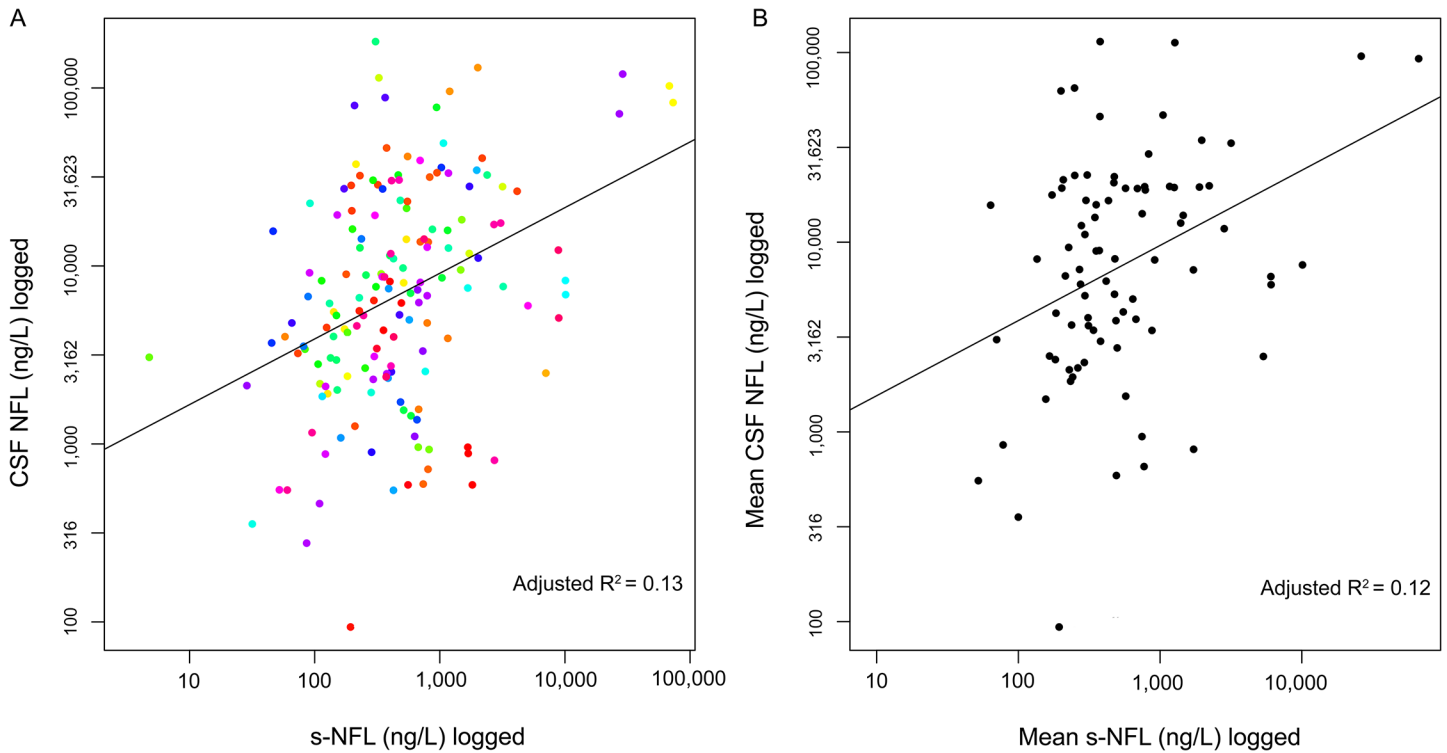 A
CSF NFL (ng/L) logged
100,000
31,623
10,000
3,162
1,000
316
100
Adjusted R² = 0.13
10
100
1,000
10,000
100,000
s-NFL (ng/L) logged
B
Mean CSF NFL (ng/L) logged
100,000
31,623
10,000
3,162
1,000
316
100
Adjusted R² = 0.12
10
100
1,000
10,000
Mean s-NFL (ng/L) logged